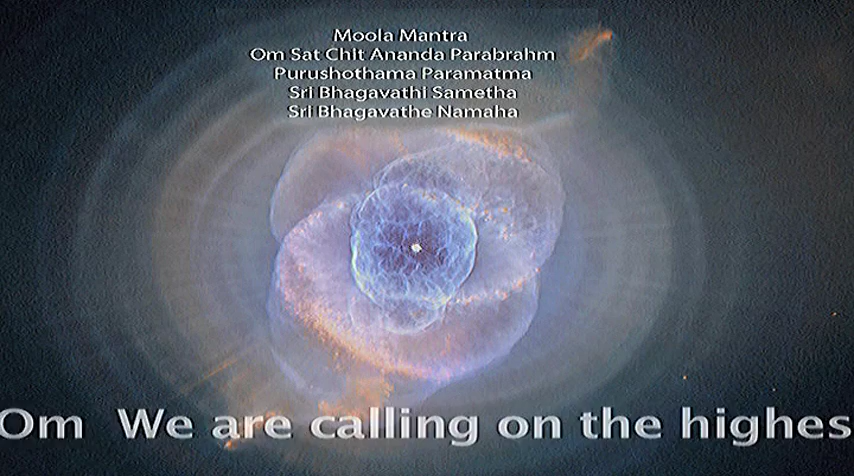 Moola Mantra
Om Sat Chit Ananda Parabrahm
Purushothama Paramatma
Sri Bhagavathi Sametha
Sri Bhagavathe Namaha
Om We are calling on the highes